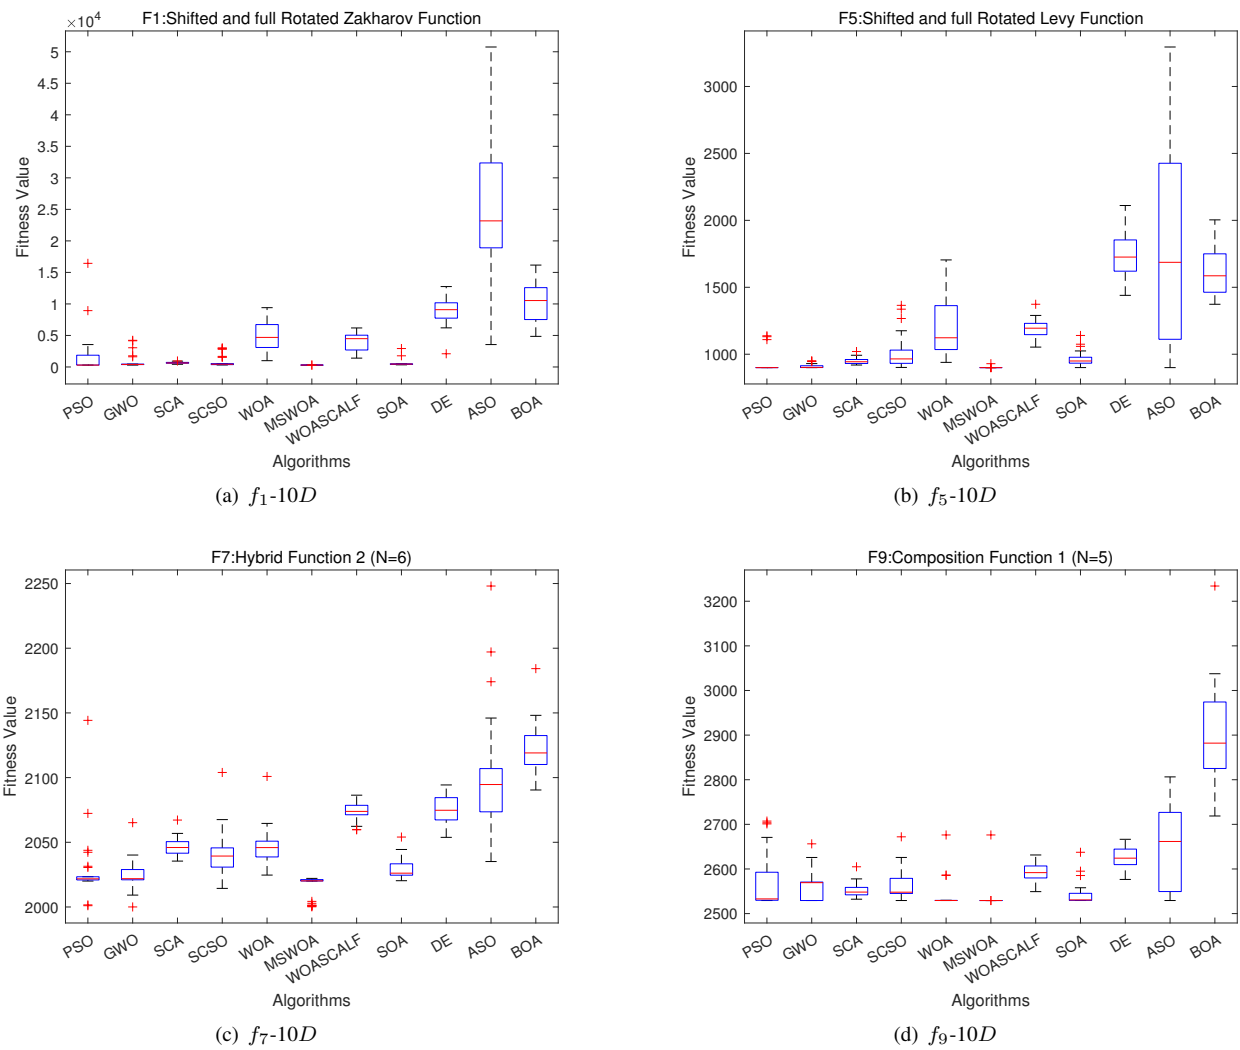 F1:Shifted and full Rotated Zakharov Function
×10⁴
5
4.5
4
3.5
3
2.5
2
1.5
1
0.5
0
Fitness Value
PSO GWO SCA SCSO WOA MSWOA WOASCALF SOA DE ASO BOA
Algorithms
(a) f₁-10D
F5:Shifted and full Rotated Levy Function
3000
2500
2000
1500
1000
Fitness Value
PSO GWO SCA SCSO WOA MSWOA WOASCALF SOA DE ASO BOA
Algorithms
(b) f₅-10D
F7:Hybrid Function 2 (N=6)
2250
2200
2150
2100
2050
2000
Fitness Value
PSO GWO SCA SCSO WOA MSWOA WOASCALF SOA DE ASO BOA
Algorithms
(c) f₇-10D
F9:Composition Function 1 (N=5)
3200
3100
3000
2900
2800
2700
2600
2500
Fitness Value
PSO GWO SCA SCSO WOA MSWOA WOASCALF SOA DE ASO BOA
Algorithms
(d) f₉-10D